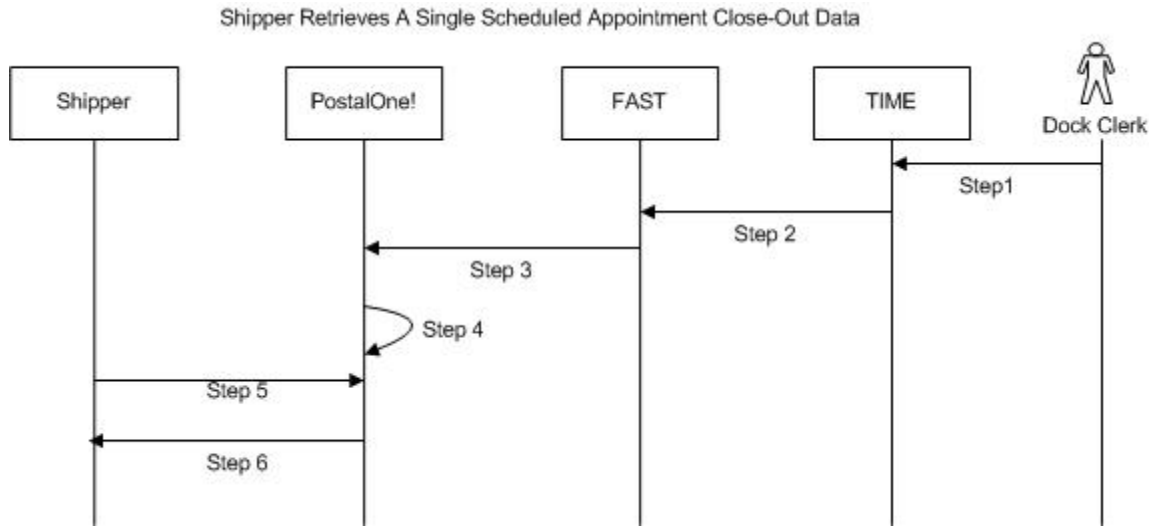 Shipper Retrieves A Single Scheduled Appointment Close-Out Data
Shipper
PostalOne!
FAST
TIME
Dock Clerk
Step1
Step 2
Step 3
Step 4
Step 5
Step 6